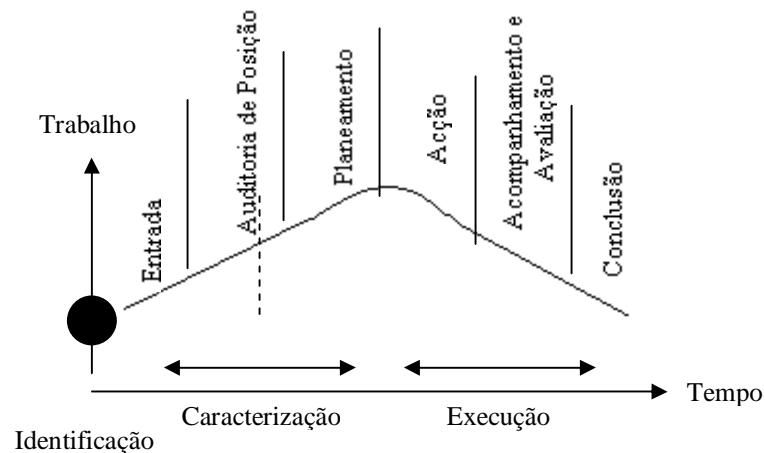 Trabalho
Entrada
Auditoria de Posição
Planeamento
Acção
Acompanhamento e
Avaliação
Conclusão
Tempo
Caracterização
Execução
Identificação